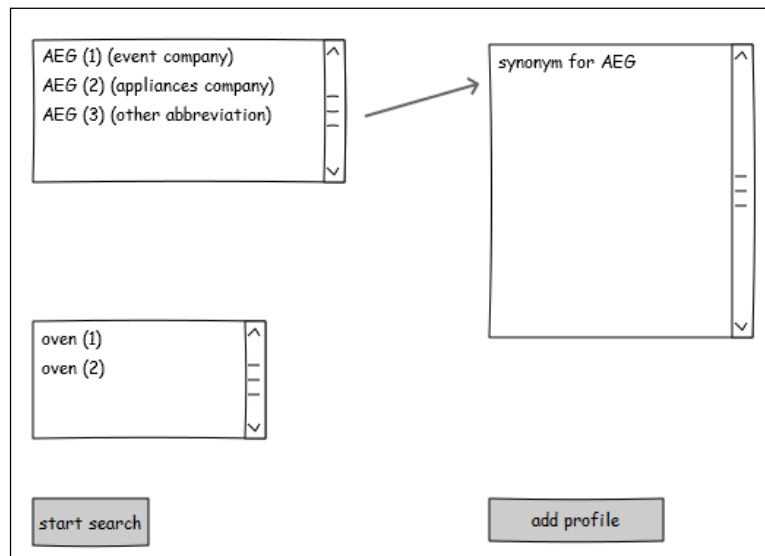 AEG (1) (event company)
AEG (2) (appliances company)
AEG (3) (other abbreviation)
synonym for AEG
oven (1)
oven (2)
start search
add profile